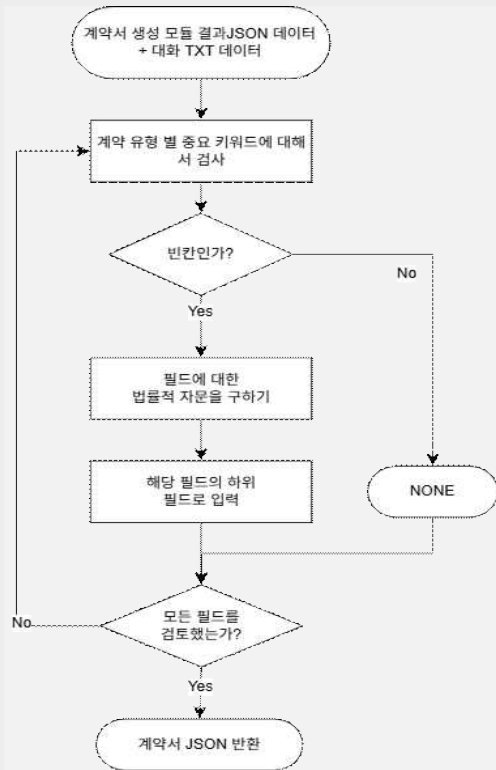 계약서 생성 모듈 결과JSON 데이터
+ 대화 TXT 데이터
계약 유형 별 중요 키워드에 대해
서 검사
빈칸인가?
No
Yes
필드에 대한
법률적 자문을 구하기
해당 필드의 하위
필드로 입력
NONE
모든 필드를
검토했는가?
No
Yes
계약서 JSON 반환